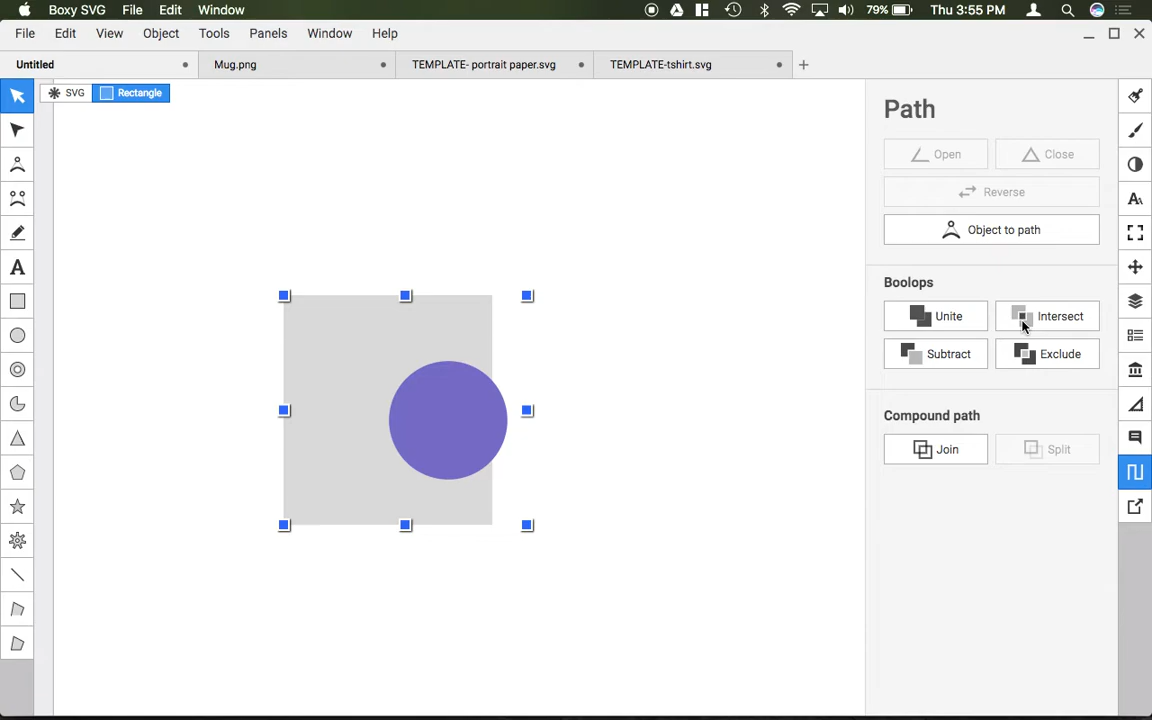 Boxy SVG File Edit Window 79% Thu 3:55 PM
File Edit View Object Tools Panels Window Help
Untitled Mug.png TEMPLATE- portrait paper.svg TEMPLATE-tshirt.svg
SVG Rectangle
Path
Open Close
Reverse
Object to path
Boolops
Unite Intersect
Subtract Exclude
Compound path
Join Split